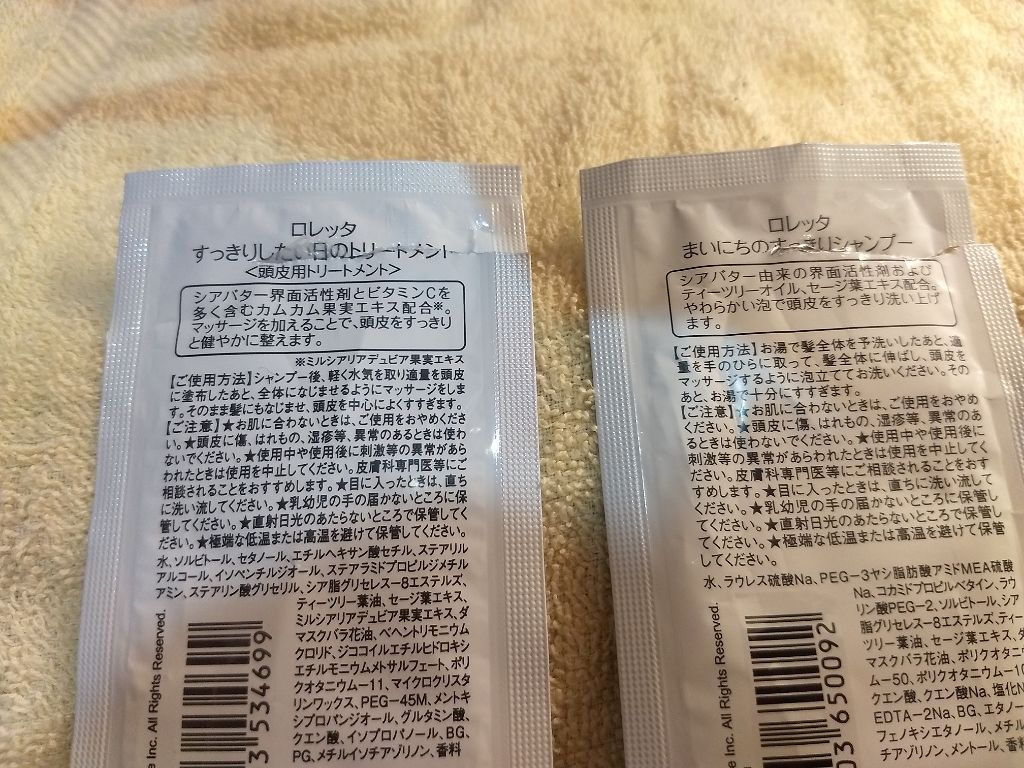 ロレッタ
すっきりしたい日のトリートメント
<頭皮用トリートメント>
シアバター界面活性剤とビタミンCを
多く含むカムカム果実エキス配合※。
マッサージを加えることで、頭皮をすっきり
と健やかに整えます。
※ミルシアリアデュビア果実エキス
【ご使用方法】シャンプー後、軽く水気を取り適量を頭皮
に塗布したあと、全体になじませるようにマッサージをしま
す。そのまま髪にもなじませ、頭皮を中心によくすすぎます。
【ご注意】★お肌に合わないときは、ご使用をおやめくださ
い。★頭皮に傷、はれもの、湿疹等、異常のあるときは使わ
ないでください。★使用中や使用後に刺激等の異常があら
われたときは使用を中止してください。皮膚科専門医等にご
相談されることをおすすめします。★目に入ったときは、直ち
に洗い流してください。★乳幼児の手の届かないところに保
管してください。★直射日光のあたらないところで保管してく
ださい。★極端な低温または高温を避けて保管してください。
水、ソルビトール、セタノール、エチルヘキサン酸セチル、ステアリル
アルコール、イソペンチルジオール、ステアラミドプロピルジメチル
アミン、ステアリン酸グリセリル、シア脂グリセレス-8エステルズ、
ティーツリー葉油、セージ葉エキス、
ミルシアリアデュビア果実エキス、ダ
マスクバラ花油、ベヘントリモニウム
クロリド、ジココイルエチルヒドロキシ
エチルモニウムメトサルフェート、ポリ
クオタニウム-11、マイクロクリスタ
リンワックス、PEG-45M、メントキ
シプロパンジオール、グルタミン酸、
クエン酸、イソプロパノール、BG、
PG、メチルイソチアゾリノン、香料
e Inc. All Rights Reserved.
3 534699
ロレッタ
まいにちのすっきりシャンプー
シアバター由来の界面活性剤および
ティーツリーオイル、セージ葉エキス配合。
やわらかい泡で頭皮をすっきり洗い上げ
ます。
【ご使用方法】お湯で髪全体を予洗いしたあと、適
量を手のひらに取って、髪全体に伸ばし、頭皮を
マッサージするように泡立ててお洗いください。その
あと、お湯で十分にすすぎます。
【ご注意】★お肌に合わないときは、ご使用をおやめ
ください。★頭皮に傷、はれもの、湿疹等、異常のあ
るときは使わないでください。★使用中や使用後に
刺激等の異常があらわれたときは使用を中止してく
ださい。皮膚科専門医等にご相談されることをおす
すめします。★目に入ったときは、直ちに洗い流して
ください。★乳幼児の手の届かないところに保管し
てください。★直射日光のあたらないところで保管し
てください。★極端な低温または高温を避けて保管
してください。
水、ラウレス硫酸Na、PEG-3ヤシ脂肪酸アミドMEA硫酸
Na、コカミドプロピルベタイン、ラウ
リン酸PEG-2、ソルビトール、シア
脂グリセレス-8エステルズ、ティー
ツリー葉油、セージ葉エキス、ダ
マスクバラ花油、ポリクオタニウ
ム-50、ポリクオタニウム-10
クエン酸、クエン酸Na、塩化N
EDTA-2Na、BG、エタノー
フェノキシエタノール、メチル
チアゾリノン、メントール、香料
e Inc. All Rights Reserved.
03 650092